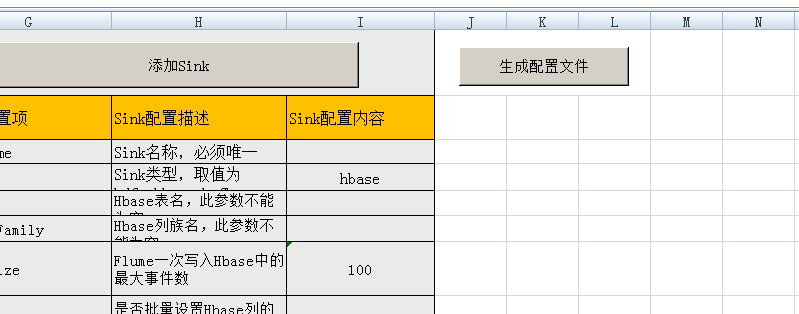 G H I J K L M N
添加Sink 生成配置文件
置项 Sink配置描述 Sink配置内容
me Sink名称，必须唯一
Sink类型，取值为 hbase
Hbase表名，此参数不能
Family Hbase列族名，此参数不
能为空
ize Flume一次写入Hbase中的 100
最大事件数
是否批量设置Hbase列的